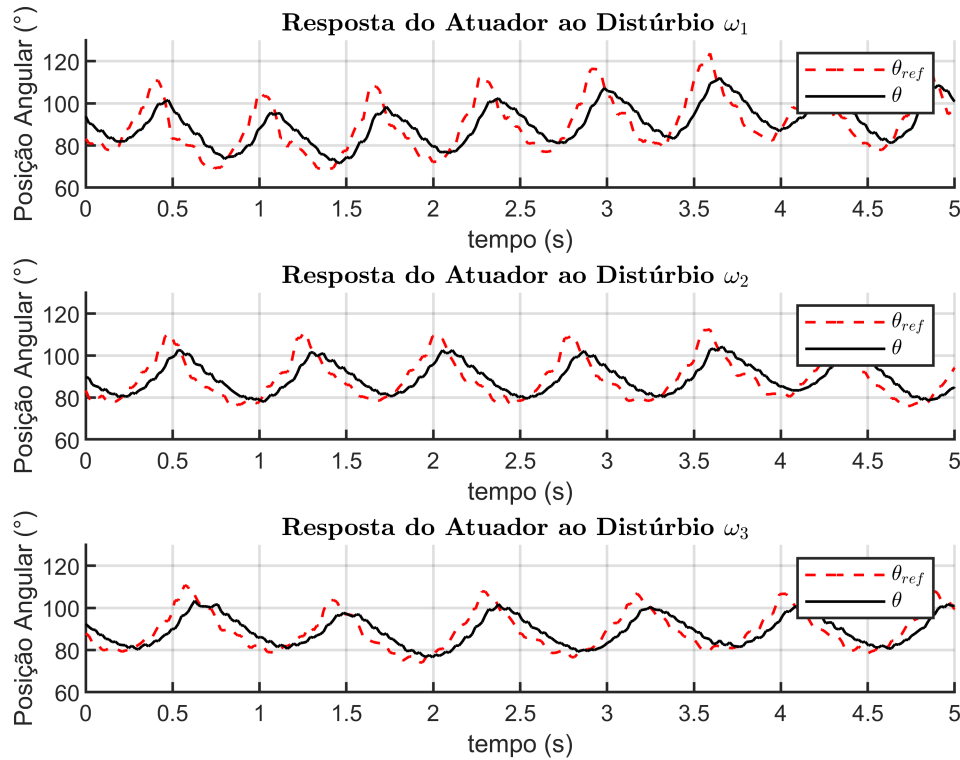 Resposta do Atuador ao Distúrbio ω₁
Posição Angular (°)
120
100
80
60
θ_ref
θ
0 0.5 1 1.5 2 2.5 3 3.5 4 4.5 5
tempo (s)
Resposta do Atuador ao Distúrbio ω₂
Posição Angular (°)
120
100
80
60
θ_ref
θ
0 0.5 1 1.5 2 2.5 3 3.5 4 4.5 5
tempo (s)
Resposta do Atuador ao Distúrbio ω₃
Posição Angular (°)
120
100
80
60
θ_ref
θ
0 0.5 1 1.5 2 2.5 3 3.5 4 4.5 5
tempo (s)